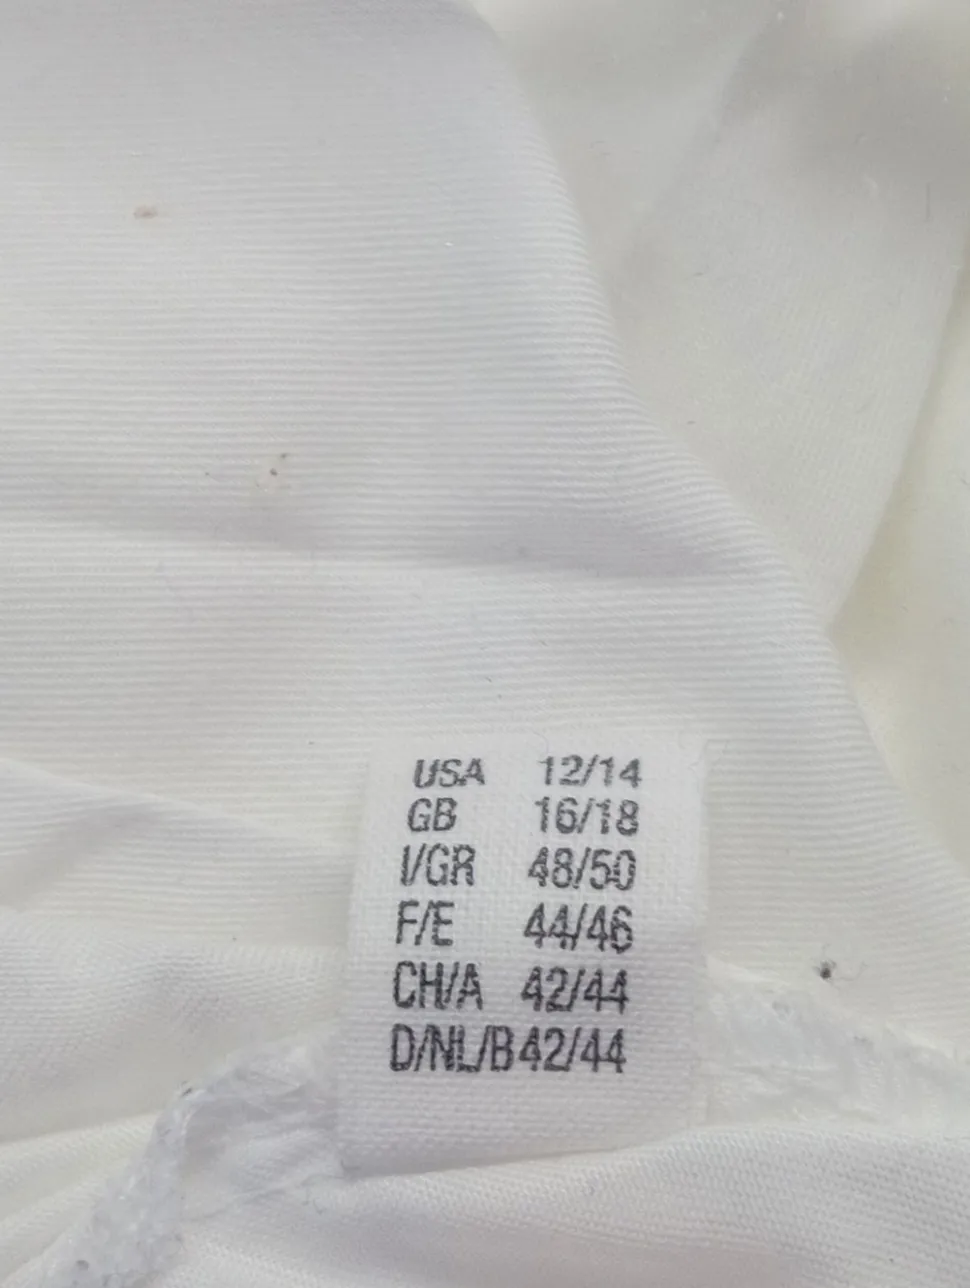 USA 12/14
GB 16/18
I/GR 48/50
F/E 44/46
CH/A 42/44
D/NL/B 42/44